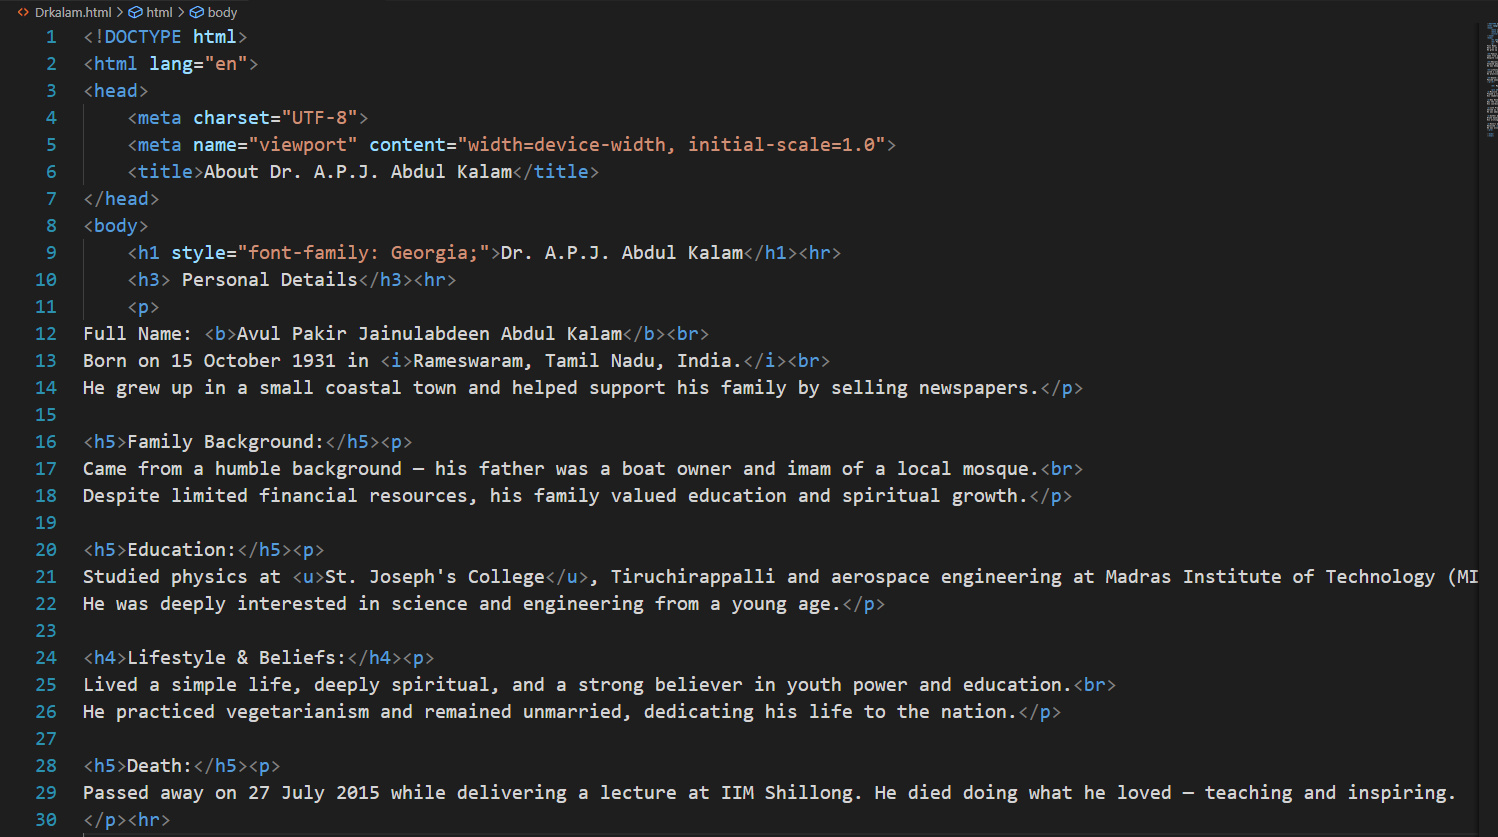 Drkalam.html > html > body
1 <!DOCTYPE html>
2 <html lang="en">
3 <head>
4     <meta charset="UTF-8">
5     <meta name="viewport" content="width=device-width, initial-scale=1.0">
6     <title>About Dr. A.P.J. Abdul Kalam</title>
7 </head>
8 <body>
9     <h1 style="font-family: Georgia;">Dr. A.P.J. Abdul Kalam</h1><hr>
10     <h3> Personal Details</h3><hr>
11     <p>
12 Full Name: <b>Avul Pakir Jainulabdeen Abdul Kalam</b><br>
13 Born on 15 October 1931 in <i>Rameswaram, Tamil Nadu, India.</i><br>
14 He grew up in a small coastal town and helped support his family by selling newspapers.</p>
15
16 <h5>Family Background:</h5><p>
17 Came from a humble background — his father was a boat owner and imam of a local mosque.<br>
18 Despite limited financial resources, his family valued education and spiritual growth.</p>
19
20 <h5>Education:</h5><p>
21 Studied physics at <u>St. Joseph's College</u>, Tiruchirappalli and aerospace engineering at Madras Institute of Technology (MI
22 He was deeply interested in science and engineering from a young age.</p>
23
24 <h4>Lifestyle & Beliefs:</h4><p>
25 Lived a simple life, deeply spiritual, and a strong believer in youth power and education.<br>
26 He practiced vegetarianism and remained unmarried, dedicating his life to the nation.</p>
27
28 <h5>Death:</h5><p>
29 Passed away on 27 July 2015 while delivering a lecture at IIM Shillong. He died doing what he loved — teaching and inspiring.
30 </p><hr>